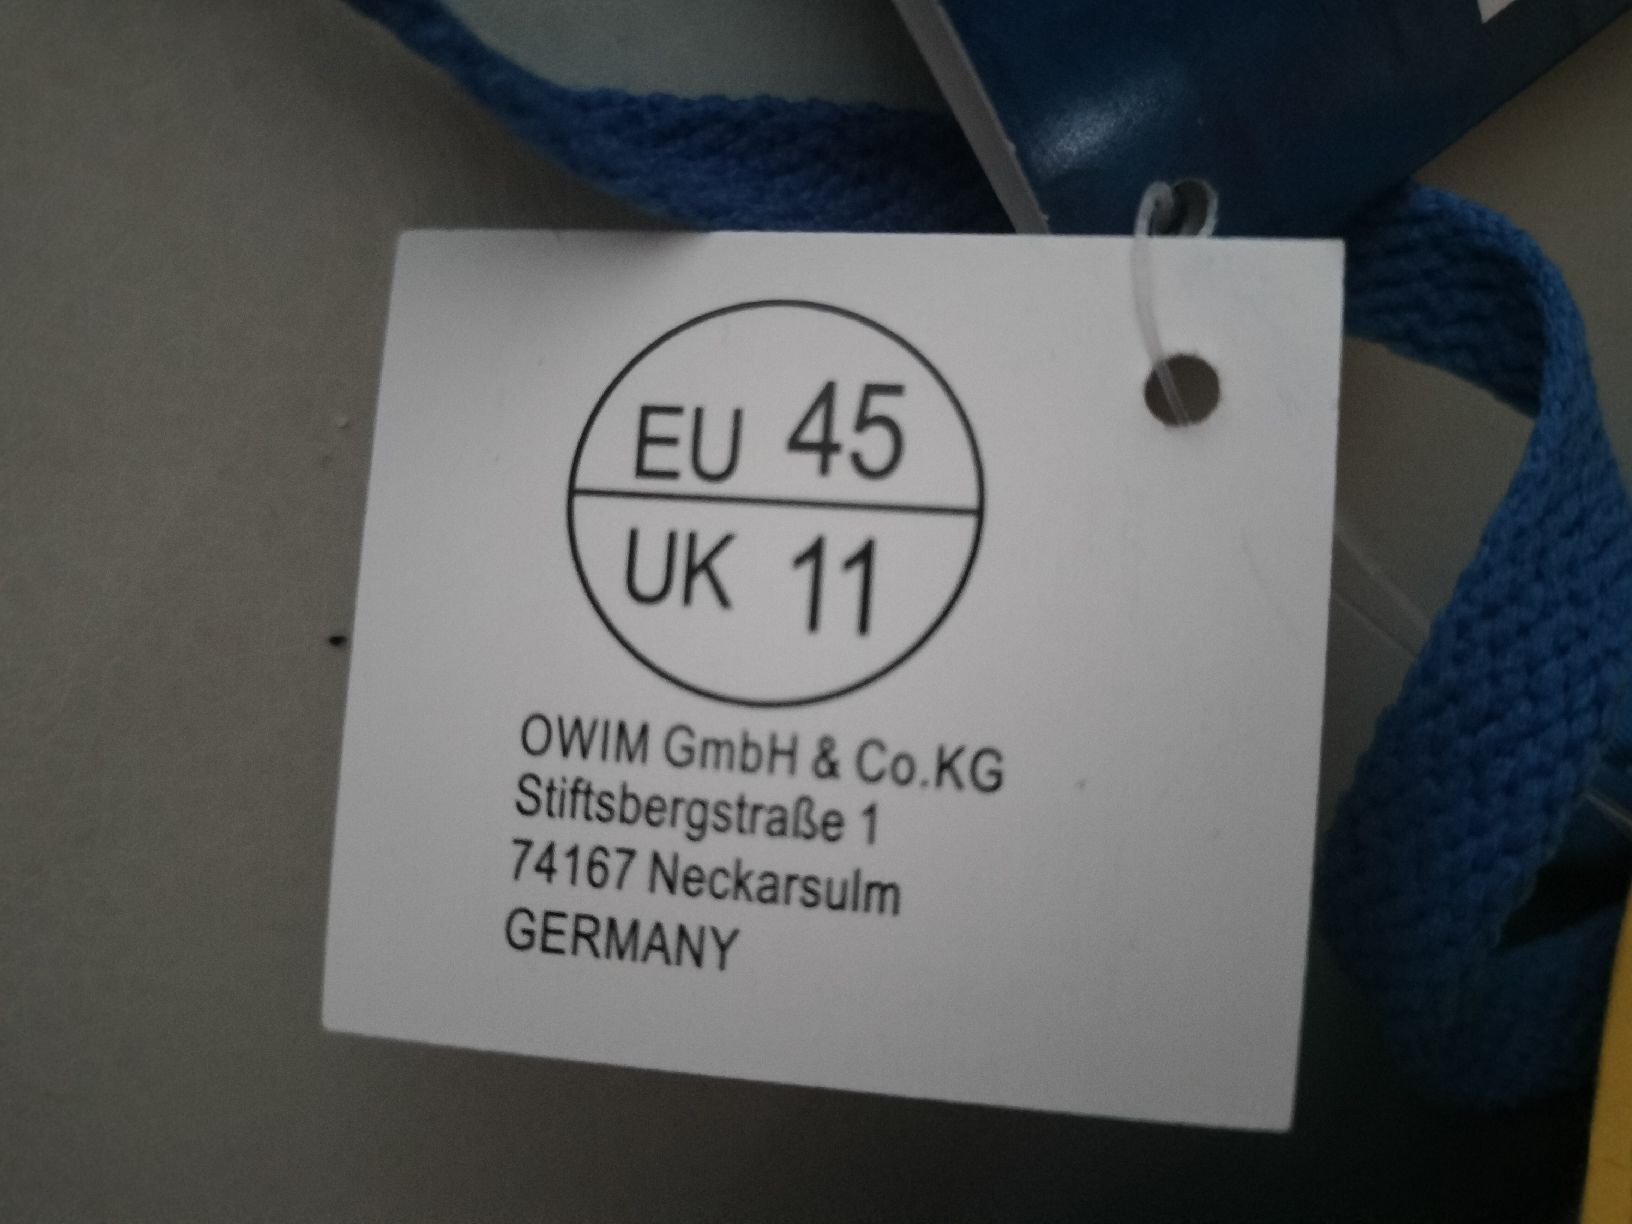 EU 45
UK 11
OWIM GmbH & Co.KG
Stiftsbergstraße 1
74167 Neckarsulm
GERMANY